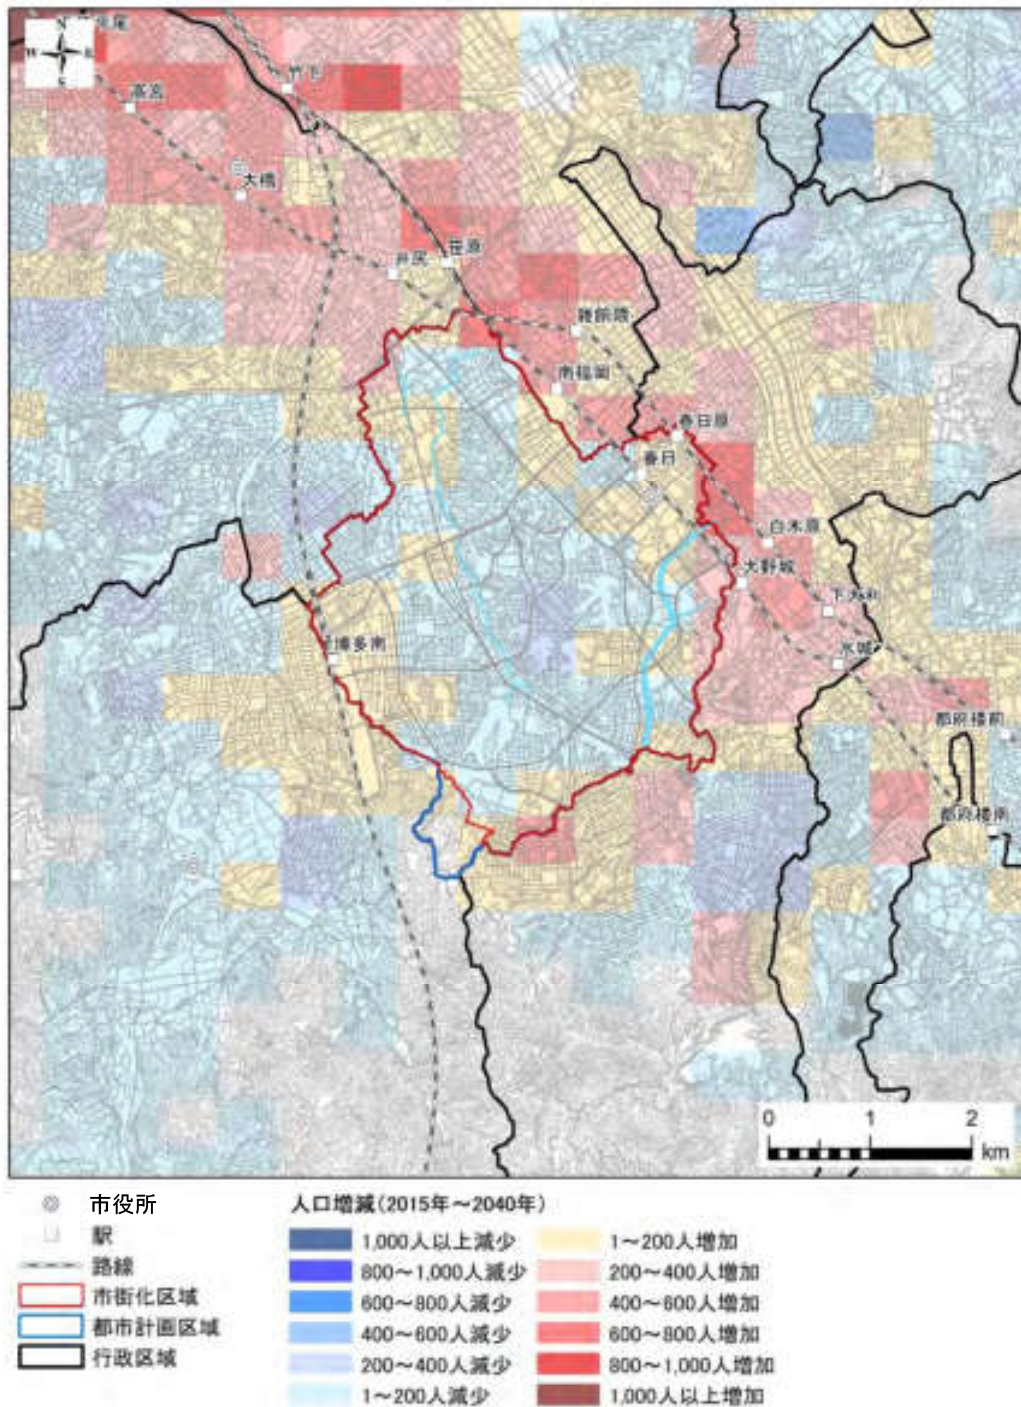 N
W E
S
竹下
高宮
大橋
笹原
井尻
雑餉隈
南福岡
春日原
春日
白木原
大野城
下大利
博多南
水城
都府楼前
都府楼南
0 1 2
km
市役所
駅
路線
市街化区域
都市計画区域
行政区域
人口増減(2015年~2040年)
1,000人以上減少
800~1,000人減少
600~800人減少
400~600人減少
200~400人減少
1~200人減少
1~200人増加
200~400人増加
400~600人増加
600~800人増加
800~1,000人増加
1,000人以上増加